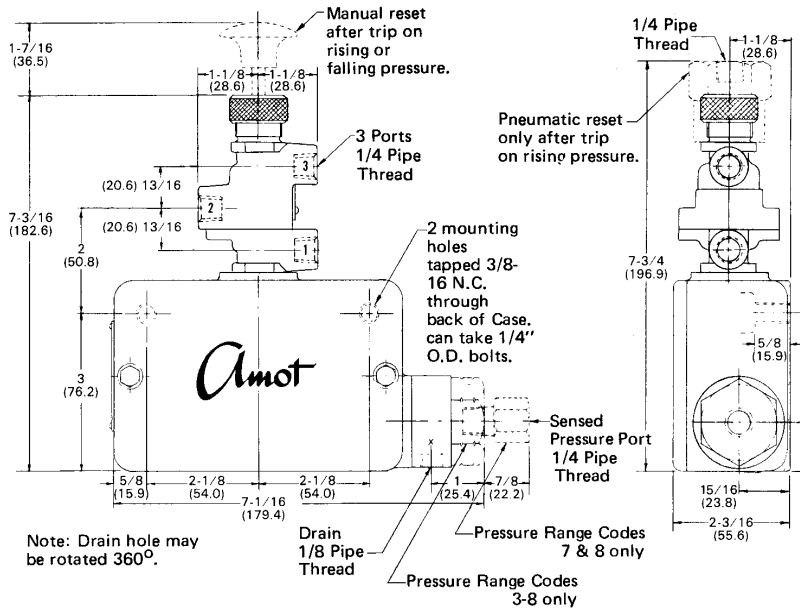 Manual reset
after trip on
rising or
falling pressure.
1-7/16
(36.5)
1-1/8
(28.6)
1-1/8
(28.6)
3 Ports
1/4 Pipe
Thread
3
(20.6) 13/16
2
7-3/16
(182.6)
(20.6) 13/16
1
2
(50.8)
2 mounting
holes
tapped 3/8-
16 N.C.
through
back of Case.
can take 1/4"
O.D. bolts.
3
(76.2)
Amot
x
Sensed
Pressure Port
1/4 Pipe
Thread
5/8
(15.9)
2-1/8
(54.0)
2-1/8
(54.0)
1
(25.4)
7/8
(22.2)
7-1/16
(179.4)
Note: Drain hole may
be rotated 360°.
Drain
1/8 Pipe
Thread
Pressure Range Codes
7 & 8 only
Pressure Range Codes
3-8 only
1/4 Pipe
Thread
1-1/8
(28.6)
Pneumatic reset
only after trip
on rising pressure.
7-3/4
(196.9)
5/8
(15.9)
15/16
(23.8)
2-3/16
(55.6)